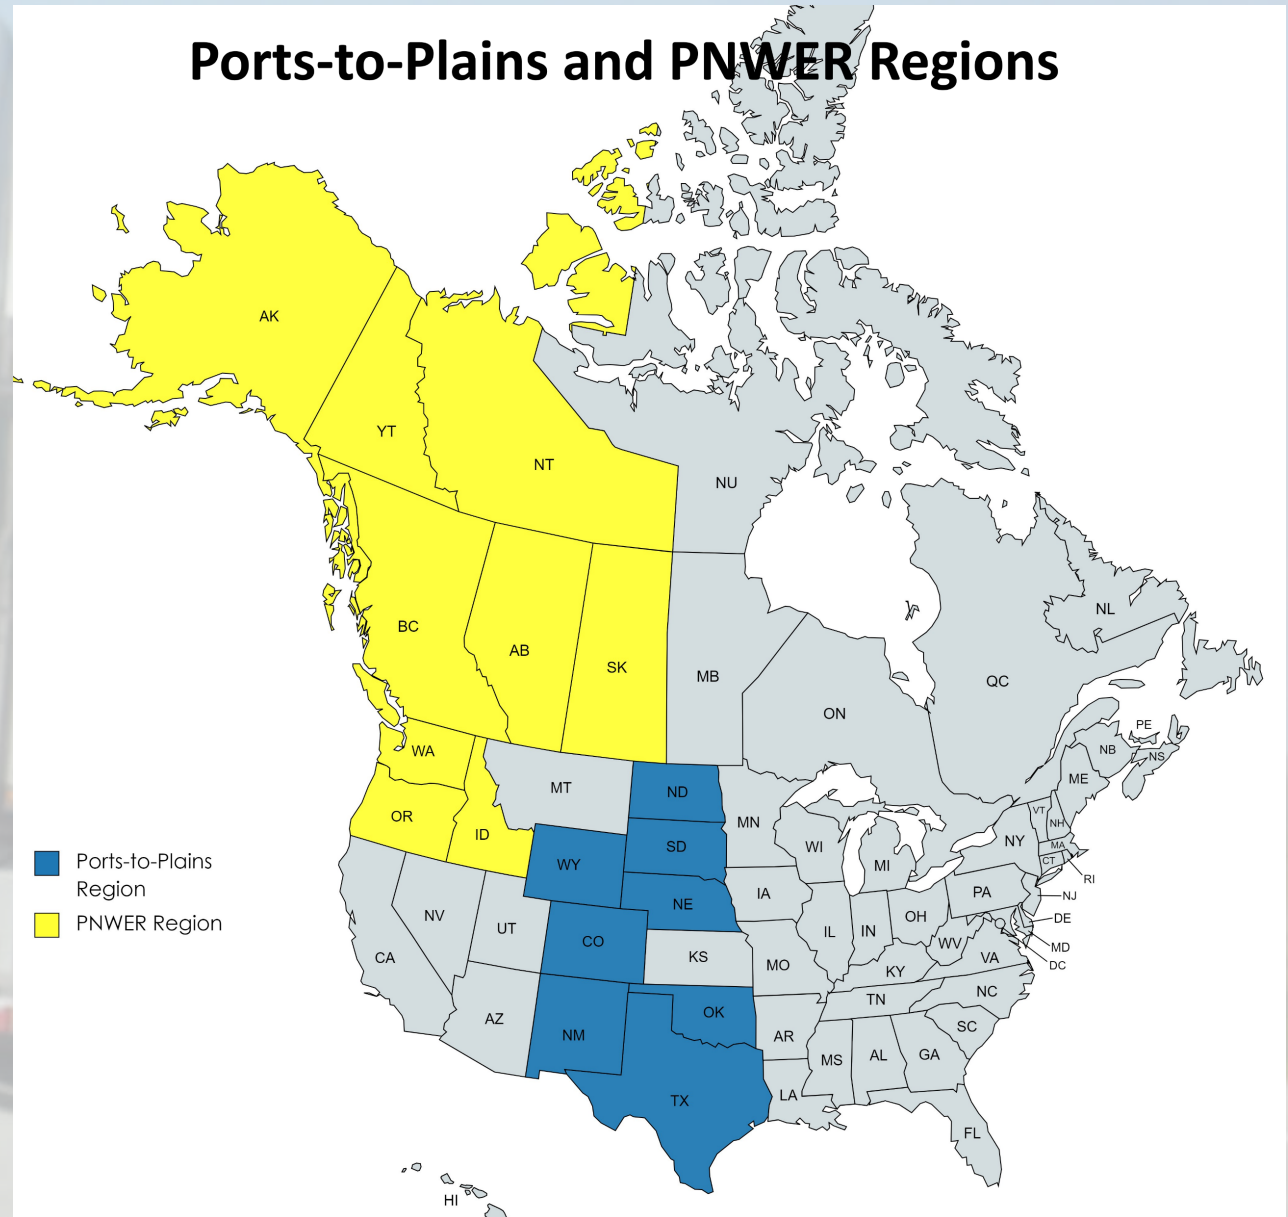 Ports-to-Plains and PNWER Regions
AK
YT
NT
NU
BC
AB
SK
MB
ON
QC
NL
PE
NB
NS
ME
WA
MT
ND
MN
OR
ID
WY
SD
WI
MI
NY
VT
NH
MA
CT
RI
NJ
PA
DE
MD
DC
Ports-to-Plains
Region
PNWER Region
NE
IA
NV
UT
CO
IL
IN
OH
WV
VA
CA
KS
MO
KY
AZ
NM
OK
AR
TN
NC
SC
TX
LA
MS
AL
GA
FL
HI